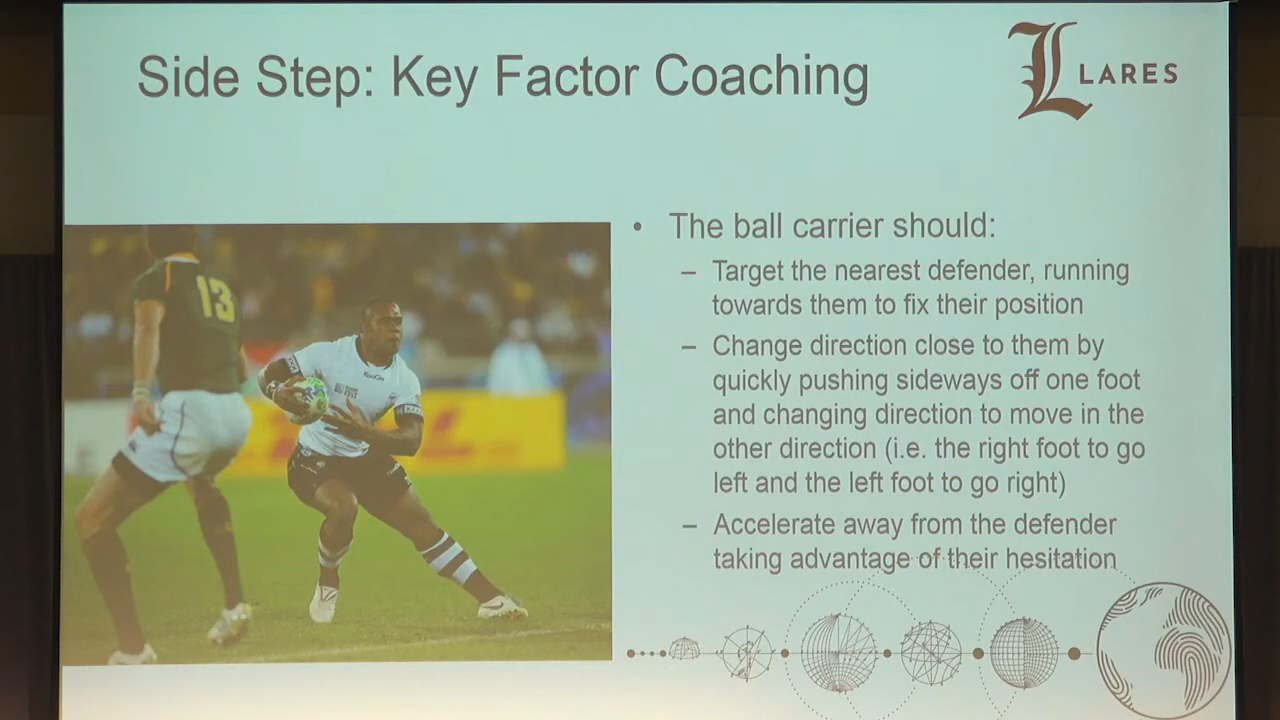 Side Step: Key Factor Coaching
L LARES
13
KooGa
• The ball carrier should:
– Target the nearest defender, running
towards them to fix their position
– Change direction close to them by
quickly pushing sideways off one foot
and changing direction to move in the
other direction (i.e. the right foot to go
left and the left foot to go right)
– Accelerate away from the defender
taking advantage of their hesitation